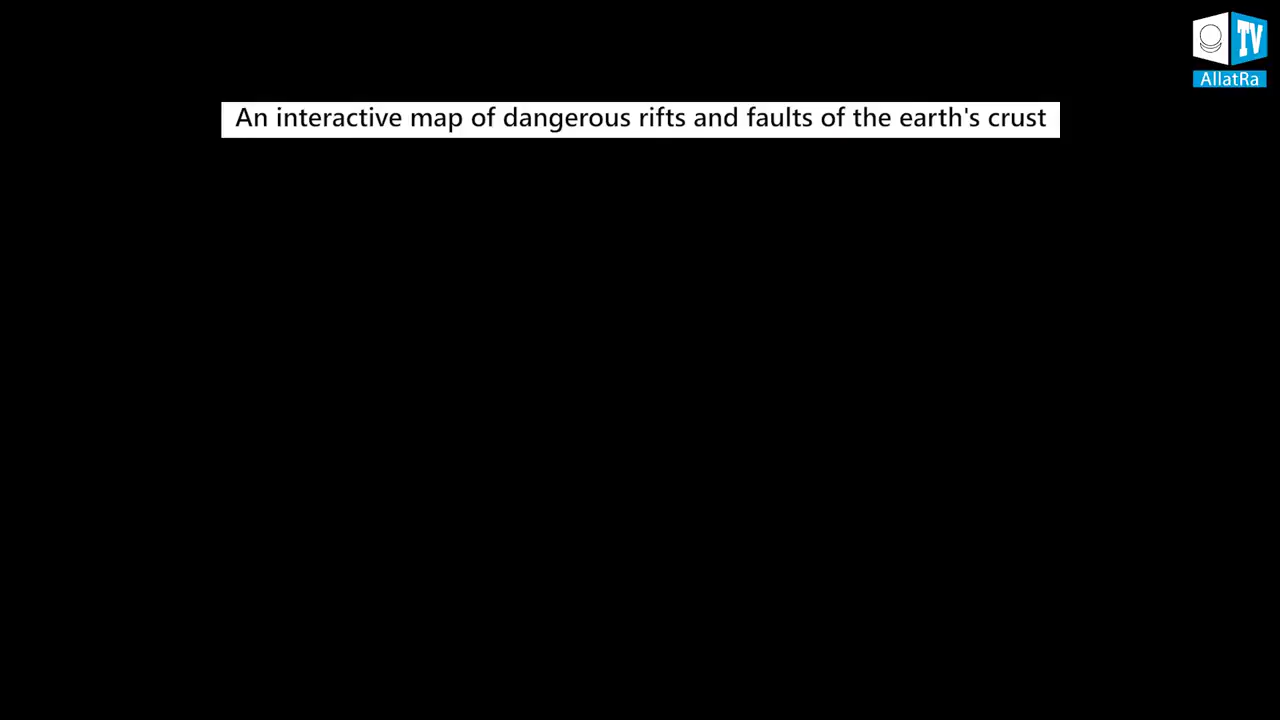 TV
AllatRa
An interactive map of dangerous rifts and faults of the earth's crust